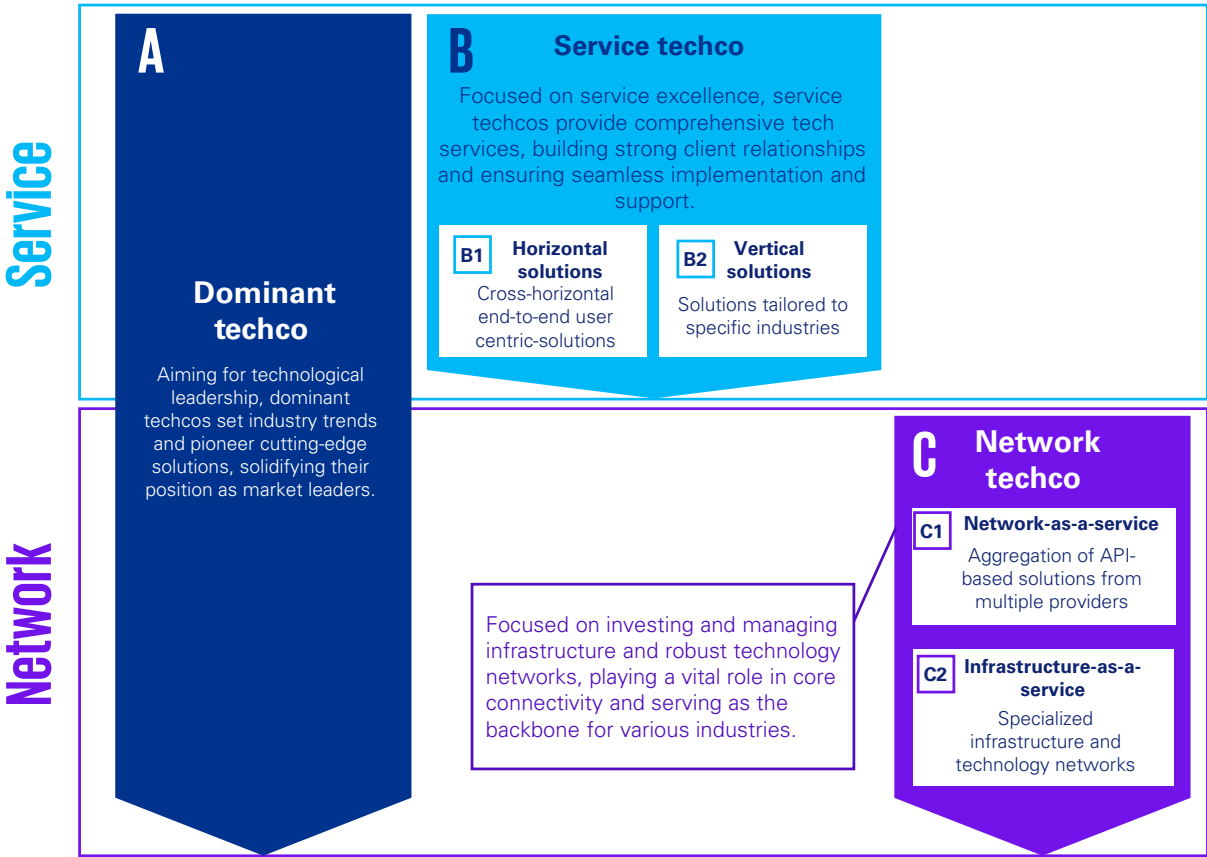 Service
A
Dominant
techco
Aiming for technological
leadership, dominant
techcos set industry trends
and pioneer cutting-edge
solutions, solidifying their
position as market leaders.
B
Service techco
Focused on service excellence, service
techcos provide comprehensive tech
services, building strong client relationships
and ensuring seamless implementation and
support.
B1
Horizontal
solutions
Cross-horizontal
end-to-end user
centric-solutions
B2
Vertical
solutions
Solutions tailored to
specific industries
Network
C
Network
techco
C1
Network-as-a-service
Aggregation of API-
based solutions from
multiple providers
C2
Infrastructure-as-a-
service
Specialized
infrastructure and
technology networks
Focused on investing and managing
infrastructure and robust technology
networks, playing a vital role in core
connectivity and serving as the
backbone for various industries.